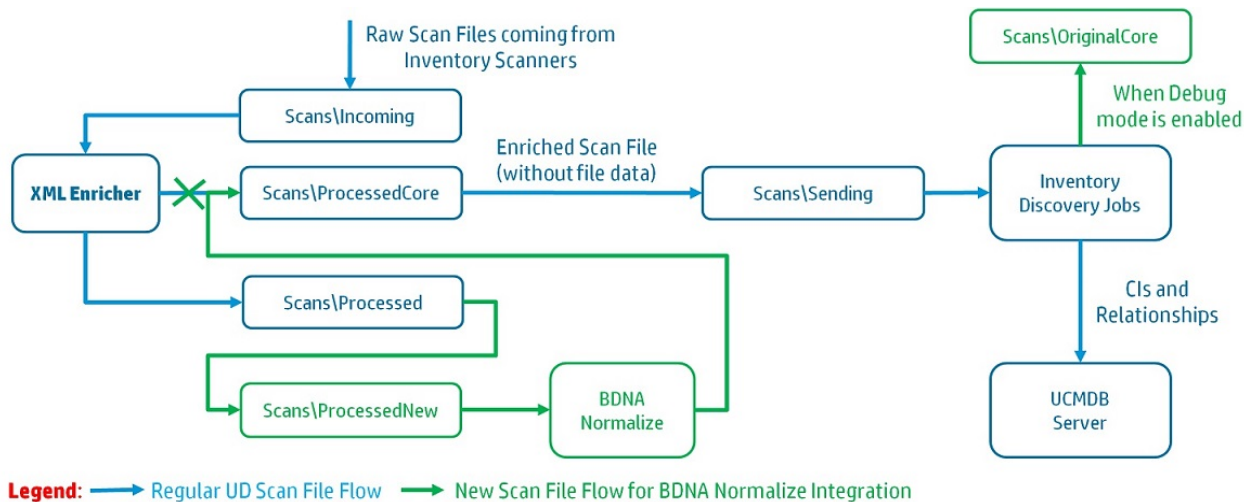 Raw Scan Files coming from
Inventory Scanners
Scans\OriginalCore
When Debug
mode is enabled
Scans\Incoming
Enriched Scan File
(without file data)
XML Enricher
Scans\ProcessedCore
Scans\Sending
Inventory
Discovery Jobs
Scans\Processed
CIs and
Relationships
Scans\ProcessedNew
BDNA
Normalize
UCMDB
Server
Legend: Regular UD Scan File Flow New Scan File Flow for BDNA Normalize Integration